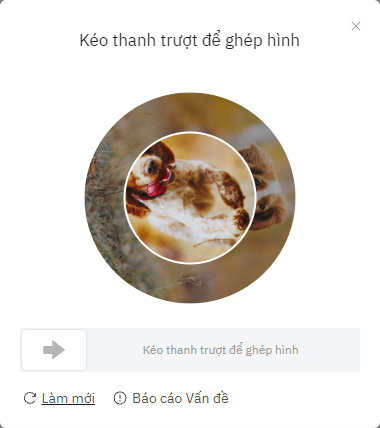 Kéo thanh trượt để ghép hình
Kéo thanh trượt để ghép hình
Làm mới
Báo cáo Vấn đề